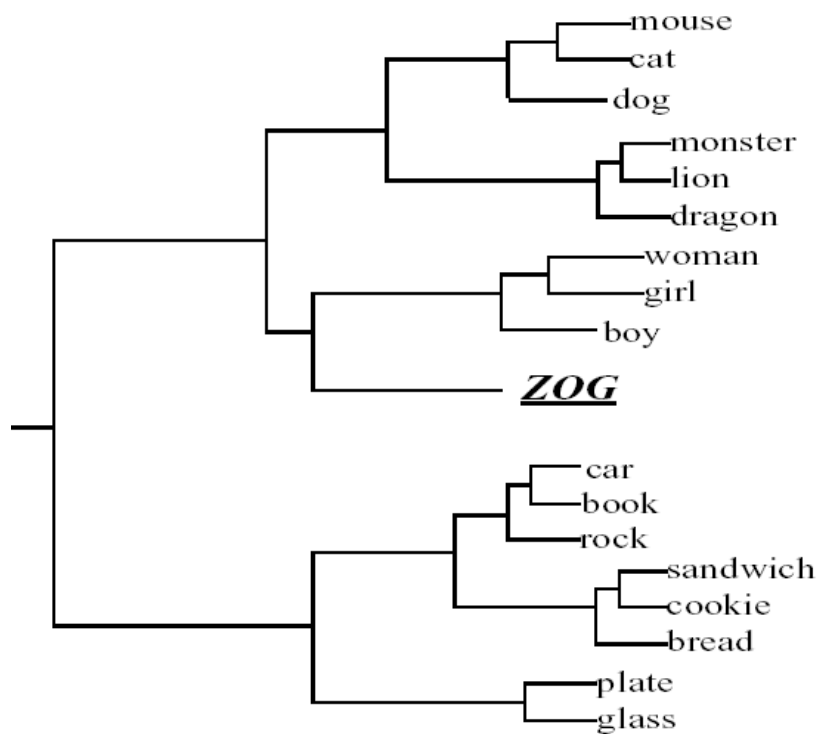 mouse
cat
dog
monster
lion
dragon
woman
girl
boy
ZOG
car
book
rock
sandwich
cookie
bread
plate
glass